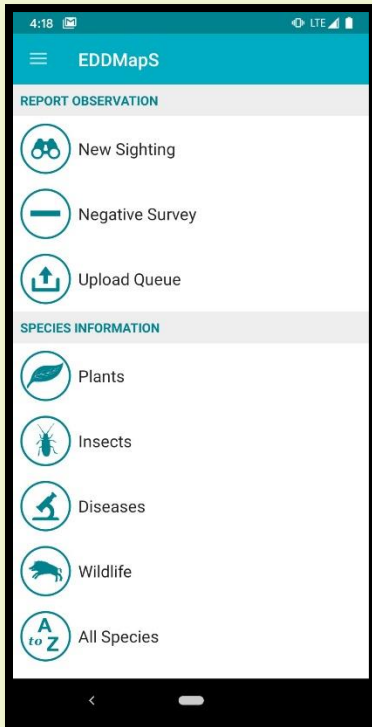 4:18 LTE
EDDMapS
REPORT OBSERVATION
New Sighting
Negative Survey
Upload Queue
SPECIES INFORMATION
Plants
Insects
Diseases
Wildlife
A to Z All Species